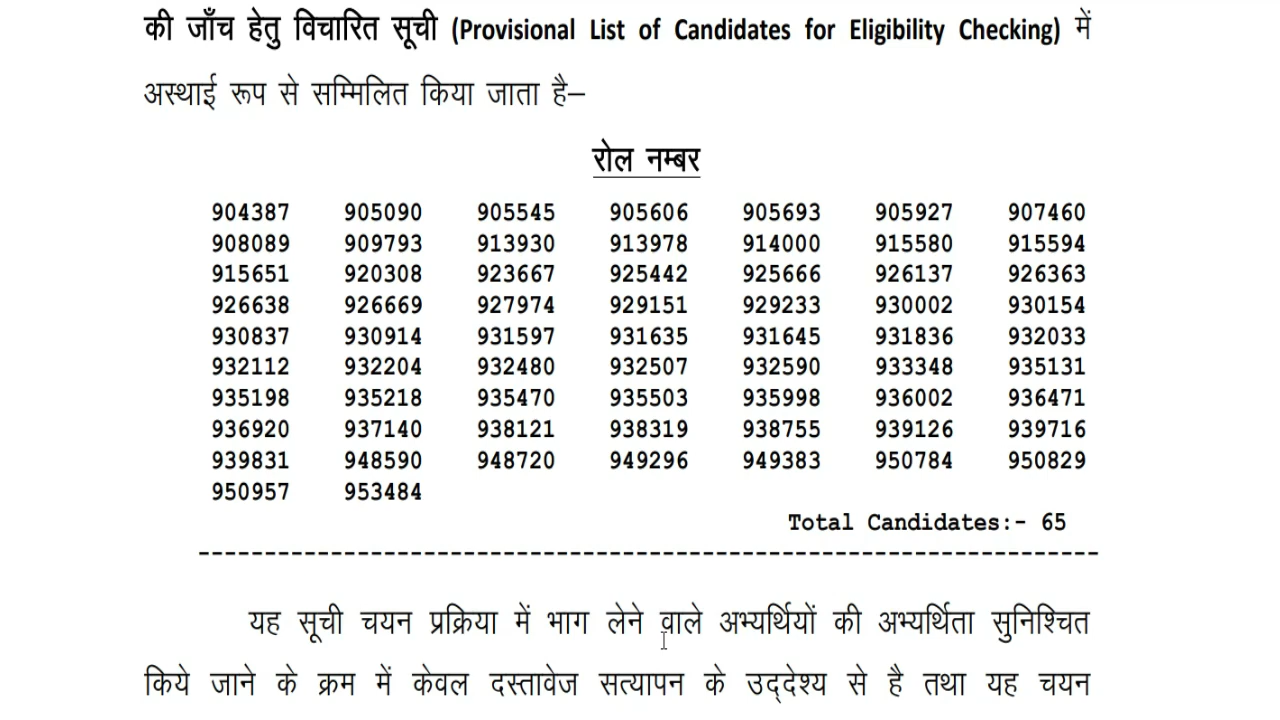 की जाँच हेतु विचारित सूची (Provisional List of Candidates for Eligibility Checking) में
अस्थाई रूप से सम्मिलित किया जाता है–
रोल नम्बर
904387 905090 905545 905606 905693 905927 907460
908089 909793 913930 913978 914000 915580 915594
915651 920308 923667 925442 925666 926137 926363
926638 926669 927974 929151 929233 930002 930154
930837 930914 931597 931635 931645 931836 932033
932112 932204 932480 932507 932590 933348 935131
935198 935218 935470 935503 935998 936002 936471
936920 937140 938121 938319 938755 939126 939716
939831 948590 948720 949296 949383 950784 950829
950957 953484
Total Candidates:- 65
यह सूची चयन प्रक्रिया में भाग लेने वाले अभ्यर्थियों की अभ्यर्थिता सुनिश्चित
किये जाने के क्रम में केवल दस्तावेज सत्यापन के उद्देश्य से है तथा यह चयन